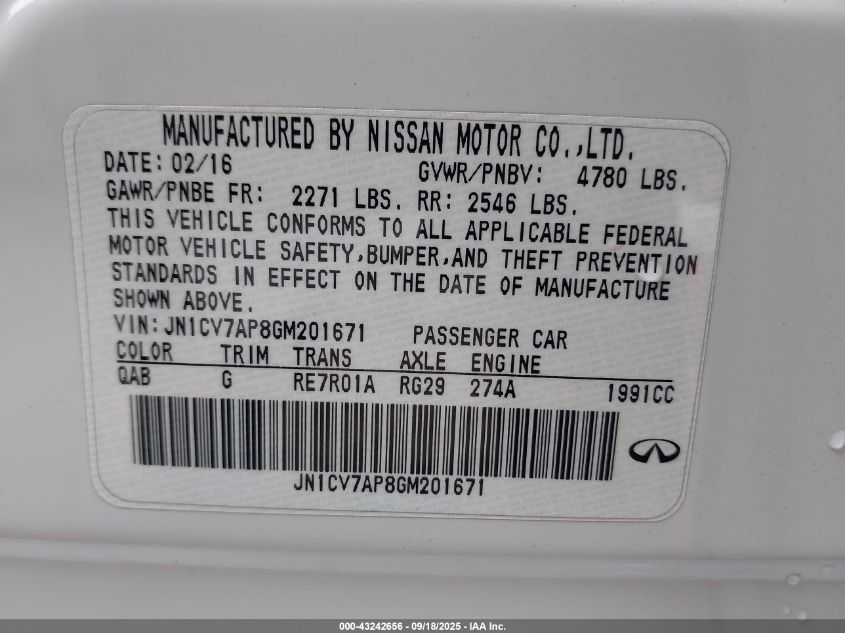 MANUFACTURED BY NISSAN MOTOR CO.,LTD.
DATE: 02/16 GVWR/PNBV: 4780 LBS.
GAWR/PNBE FR: 2271 LBS. RR: 2546 LBS.
THIS VEHICLE CONFORMS TO ALL APPLICABLE FEDERAL
MOTOR VEHICLE SAFETY,BUMPER,AND THEFT PREVENTION
STANDARDS IN EFFECT ON THE DATE OF MANUFACTURE
SHOWN ABOVE.
VIN: JN1CV7AP8GM201671 PASSENGER CAR
COLOR TRIM TRANS AXLE ENGINE
QAB G RE7R01A RG29 274A 1991CC
JN1CV7AP8GM201671
000-43242656 - 09/18/2025 - IAA Inc.